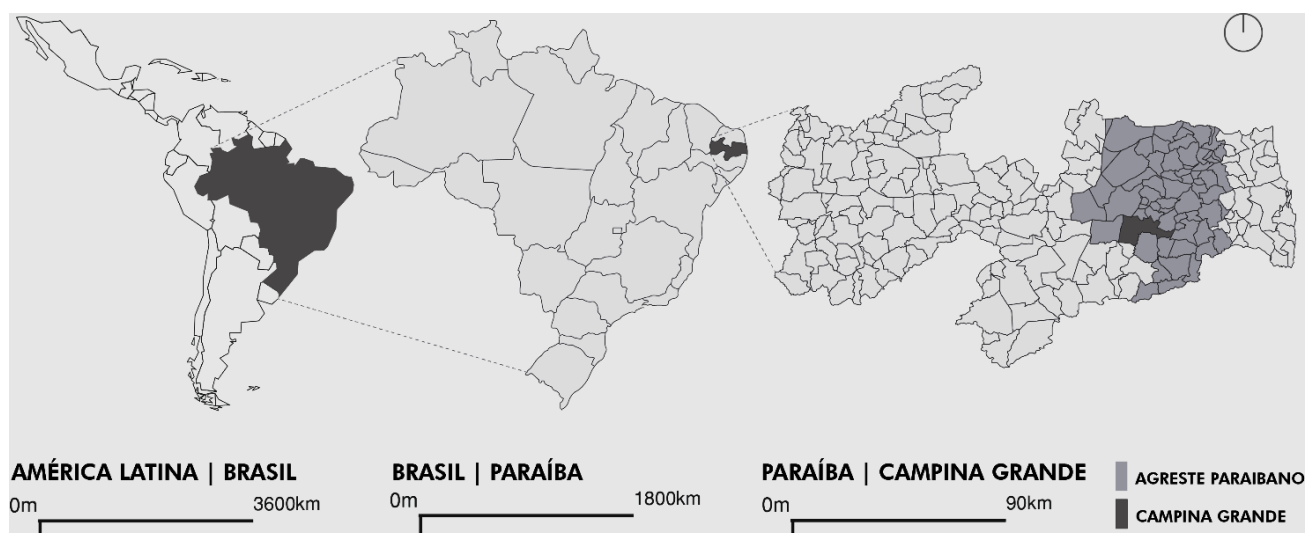 AMÉRICA LATINA | BRASIL
0m 3600km
BRASIL | PARAÍBA
0m 1800km
PARAÍBA | CAMPINA GRANDE
0m 90km
AGRESTE PARAIBANO
CAMPINA GRANDE